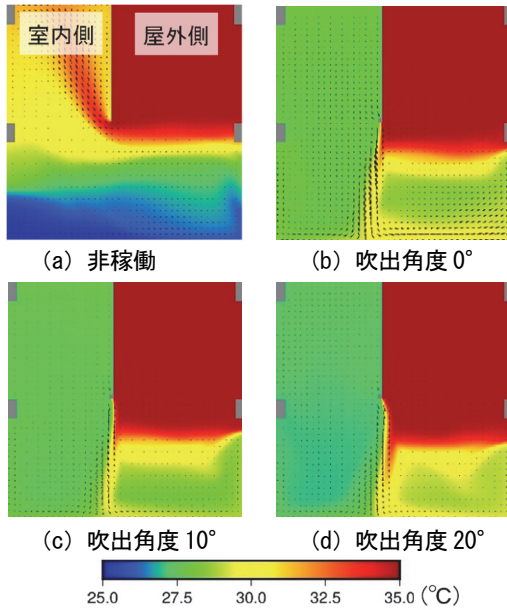 室内側 屋外側
(a) 非稼働
(b) 吹出角度 0°
(c) 吹出角度 10°
(d) 吹出角度 20°
25.0 27.5 30.0 32.5 35.0 (℃)